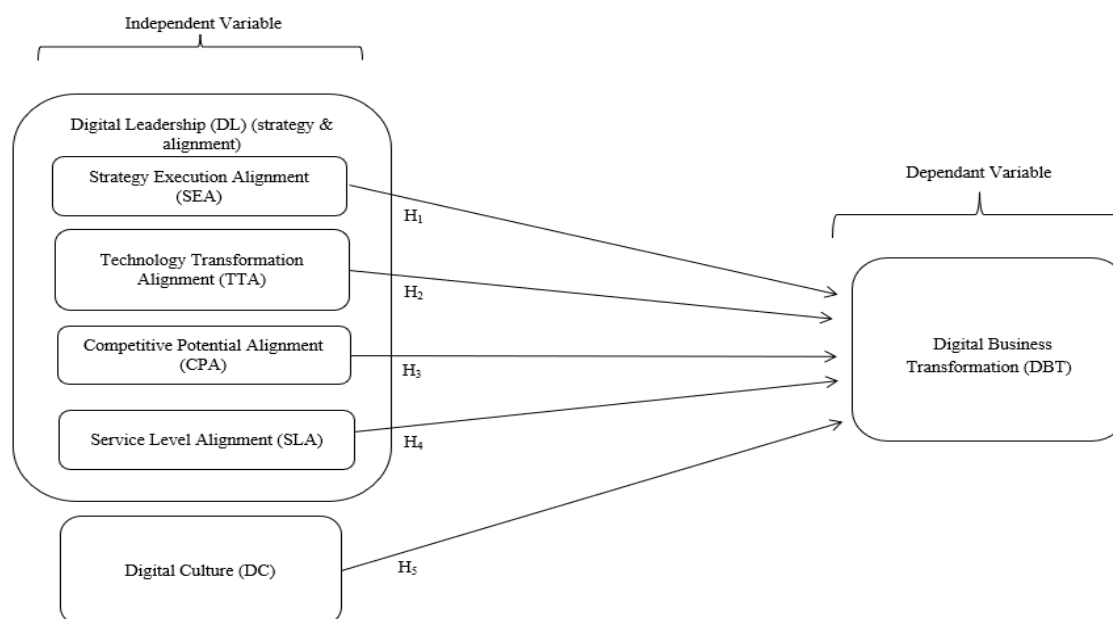 Independent Variable
Digital Leadership (DL) (strategy &
alignment)
Strategy Execution Alignment
(SEA)
H₁
Technology Transformation
Alignment (TTA)
H₂
Competitive Potential Alignment
(CPA)
H₃
Service Level Alignment (SLA)
H₄
Digital Culture (DC)
H₅
Dependant Variable
Digital Business
Transformation (DBT)